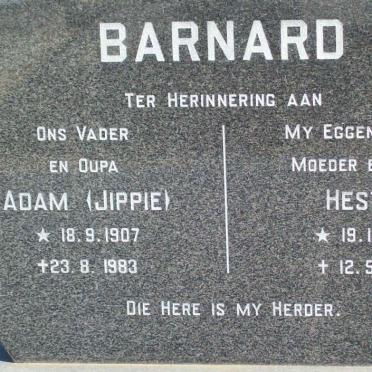 BARNARD
TER HERINNERING AAN
ONS VADER
EN OUPA
ADAM (JIPPIE)
★ 18.9.1907
✝23.8.1983
MY EGGEN
MOEDER E
HES
★ 19.1
✝ 12.5
DIE HERE IS MY HERDER.